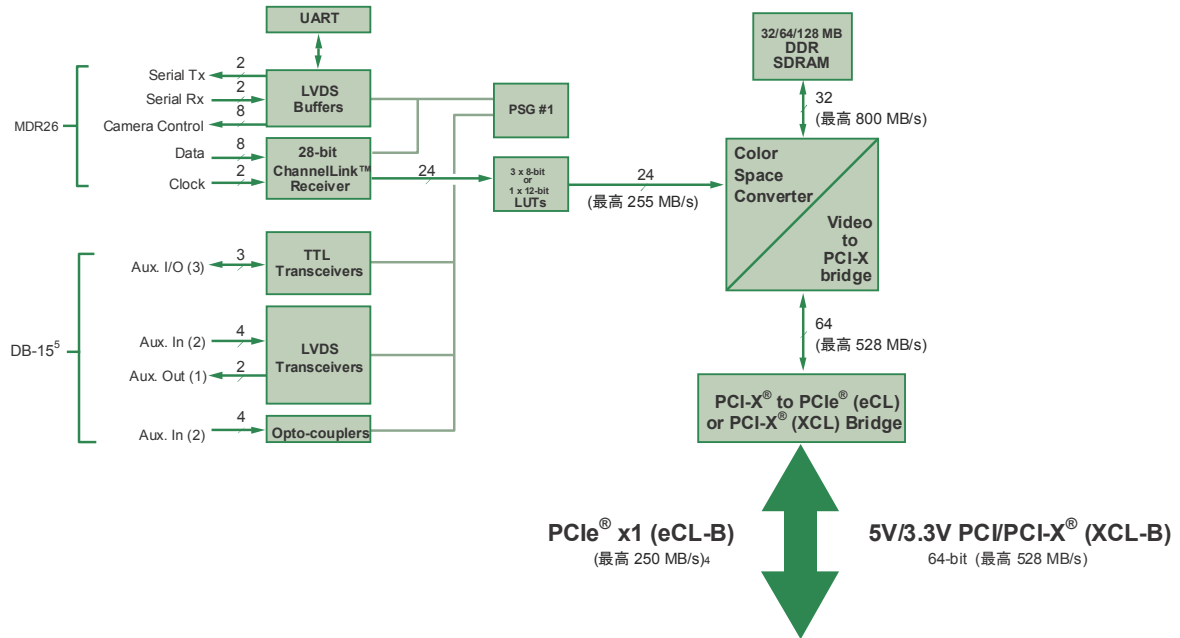 UART
32/64/128 MB
DDR
SDRAM
MDR26
Serial Tx
2
Serial Rx
2
Camera Control
8
Data
8
Clock
2
LVDS
Buffers
28-bit
ChannelLink™
Receiver
24
PSG #1
3 x 8-bit
or
1 x 12-bit
LUTs
24
(最高 255 MB/s)
32
(最高 800 MB/s)
Color
Space
Converter
Video
to
PCI-X
bridge
DB-15⁵
Aux. I/O (3)
3
TTL
Transceivers
Aux. In (2)
4
Aux. Out (1)
2
LVDS
Transceivers
Aux. In (2)
4
Opto-couplers
64
(最高 528 MB/s)
PCI-X® to PCIe® (eCL)
or PCI-X® (XCL) Bridge
PCIe® x1 (eCL-B)
(最高 250 MB/s)₄
5V/3.3V PCI/PCI-X® (XCL-B)
64-bit (最高 528 MB/s)